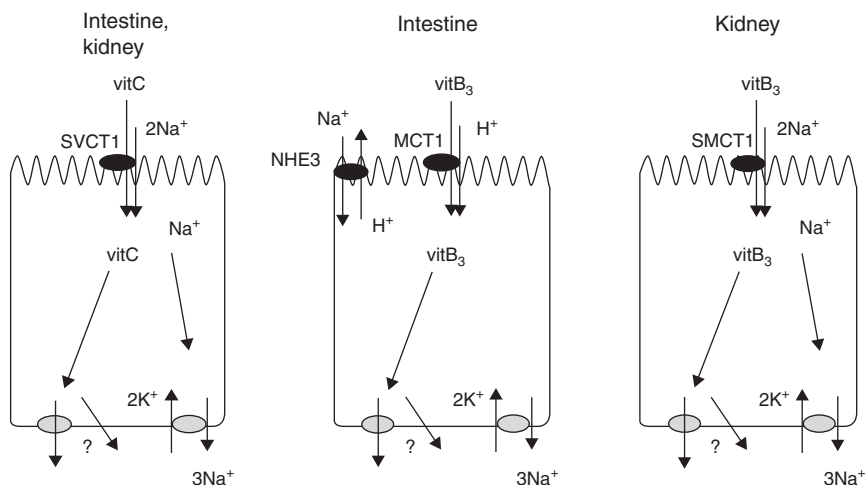 Intestine,
kidney
vitC
SVCT1
2Na⁺
Na⁺
vitC
2K⁺
?
3Na⁺
Intestine
vitB₃
Na⁺
MCT1
H⁺
NHE3
H⁺
vitB₃
2K⁺
?
3Na⁺
Kidney
vitB₃
SMCT1
2Na⁺
Na⁺
vitB₃
2K⁺
?
3Na⁺